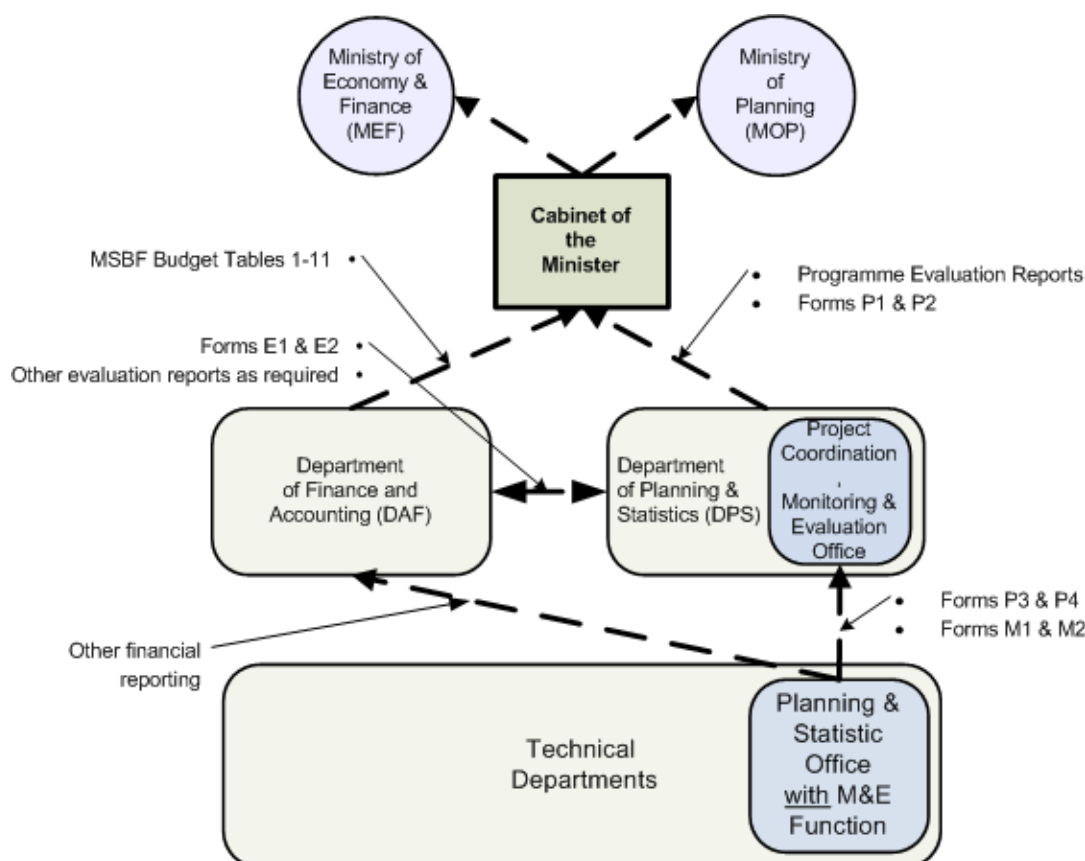 Ministry of
Economy &
Finance
(MEF)
Ministry
of
Planning
(MOP)
Cabinet of
the
Minister
MSBF Budget Tables 1-11 •
• Programme Evaluation Reports
• Forms P1 & P2
Forms E1 & E2 •
Other evaluation reports as required •
Department
of Finance and
Accounting (DAF)
Department
of Planning &
Statistics (DPS)
Project
Coordination
,
Monitoring &
Evaluation
Office
• Forms P3 & P4
• Forms M1 & M2
Other financial
reporting
Technical
Departments
Planning &
Statistic
Office
with M&E
Function